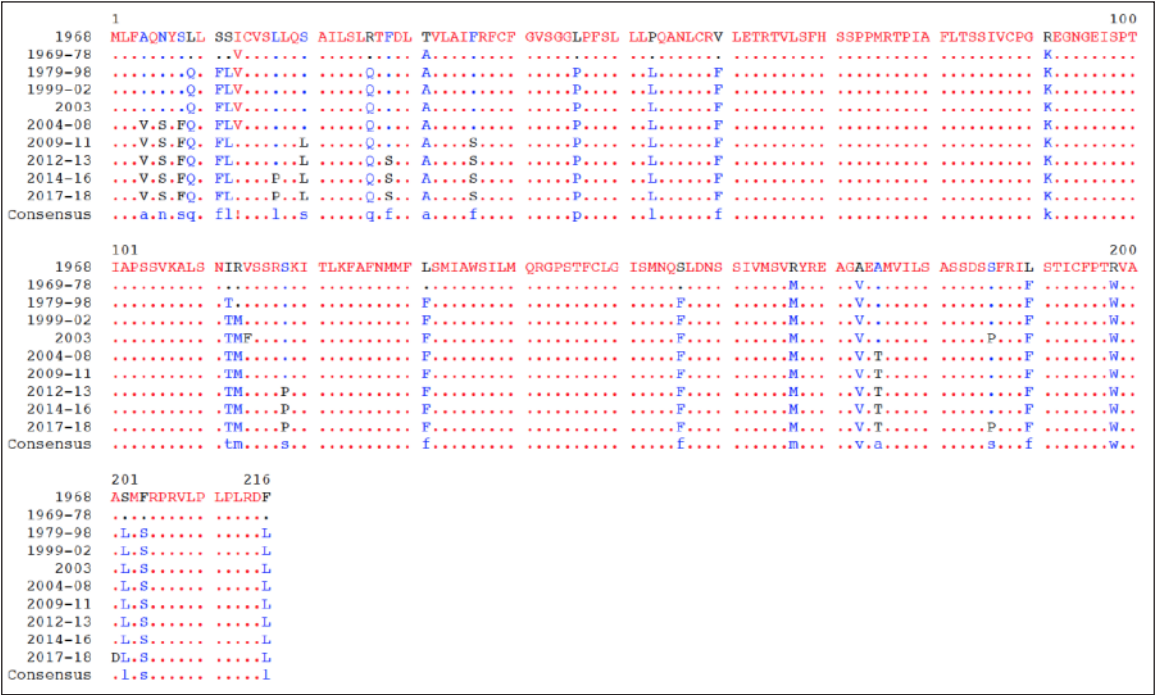 1 100
1968 MLFAQNYSLL SSICVSLLQS AILSLRTFDL TVLAIFRFCF GVSGGLPFSL LLPQANLCRV LETRTVLSFH SSPPMRTPIA FLTSSIVCPG REGNGEISPT
1969-78 .......... ..V....... .......... A......... .......... .......... .......... .......... .......... K.........
1979-98 ........Q. FLV....... .....Q.... A......... .....P.... ..L......F .......... .......... .......... K.........
1999-02 ........Q. FLV....... .....Q.... A......... .....P.... ..L......F .......... .......... .......... K.........
2003 ........Q. FLV....... .....Q.... A......... .....P.... ..L......F .......... .......... .......... K.........
2004-08 ...V.S.FQ. FLV....... .....Q.... A......... .....P.... ..L......F .......... .......... .......... K.........
2009-11 ...V.S.FQ. FL.......L .....Q.... A....S.... .....P.... ..L......F .......... .......... .......... K.........
2012-13 ...V.S.FQ. FL.......L .....Q.S.. A....S.... .....P.... ..L......F .......... .......... .......... K.........
2014-16 ...V.S.FQ. FL....P..L .....Q.S.. A....S.... .....P.... ..L......F .......... .......... .......... K.........
2017-18 ...V.S.FQ. FL....P..L .....Q.S.. A....S.... .....P.... ..L......F .......... .......... .......... K.........
Consensus ...a.n.sq. fl!...l..s .....q.f.. a....f.... .....p.... ..l......f .......... .......... .......... k.........
101 200
1968 IAPSSVKALS NIRVSSRSKI TLKFAFNMMF LSMIAWSILM QRGPSTFCLG ISMNQSLDNS SIVMSVRYRE AGAEAMVILS ASSDSSFRIL STICFPTRVA
1969-78 .......... .......... .......... .......... .......... .......... ......M... ..V....... .........F .......W..
1979-98 .......... .T........ .......... F......... .......... .....F.... ......M... ..V....... .........F .......W..
1999-02 .......... .TM....... .......... F......... .......... .....F.... ......M... ..V....... .........F .......W..
2003 .......... .TMF...... .......... F......... .......... .....F.... ......M... ..V....... .....P...F .......W..
2004-08 .......... .TM....... .......... F......... .......... .....F.... ......M... ..V.T..... .........F .......W..
2009-11 .......... .TM....... .......... F......... .......... .....F.... ......M... ..V.T..... .........F .......W..
2012-13 .......... .TM....P.. .......... F......... .......... .....F.... ......M... ..V.T..... .........F .......W..
2014-16 .......... .TM....P.. .......... F......... .......... .....F.... ......M... ..V.T..... .........F .......W..
2017-18 .......... .TM....P.. .......... F......... .......... .....F.... ......M... ..V.T..... .....P...F .......W..
Consensus .......... .tm....s.. .......... f......... .......... .....f.... ......m... ..V.a..... .....s...f .......W..
201 216
1968 ASMFRPRVLP LPLRDF
1969-78 .......... ......
1979-98 .L.S...... .....L
1999-02 .L.S...... .....L
2003 .L.S...... .....L
2004-08 .L.S...... .....L
2009-11 .L.S...... .....L
2012-13 .L.S...... .....L
2014-16 .L.S...... .....L
2017-18 DL.S...... .....L
Consensus .l.s...... .....l